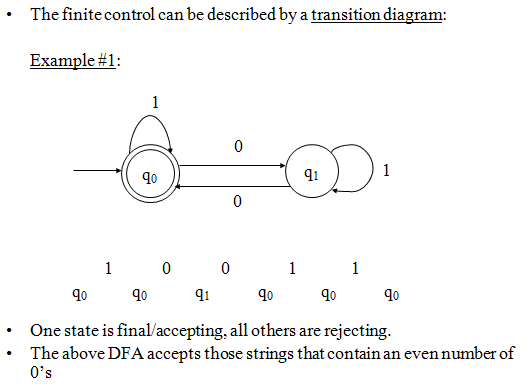 • The finite control can be described by a transition diagram:
Example #1:
1
0
q0
q1
1
0
1 0 0 1 1
q0 q0 q1 q0 q0 q0
• One state is final/accepting, all others are rejecting.
• The above DFA accepts those strings that contain an even number of
0’s